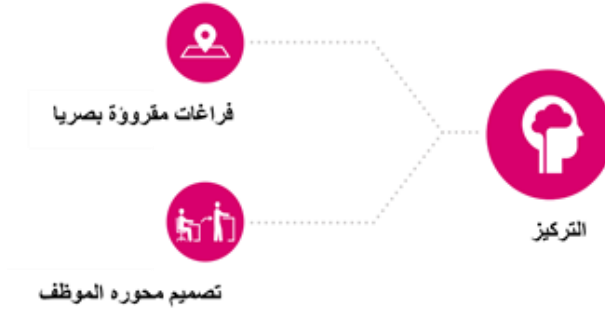 فراغات مقروؤة بصريا
التركيز
تصميم محوره الموظف